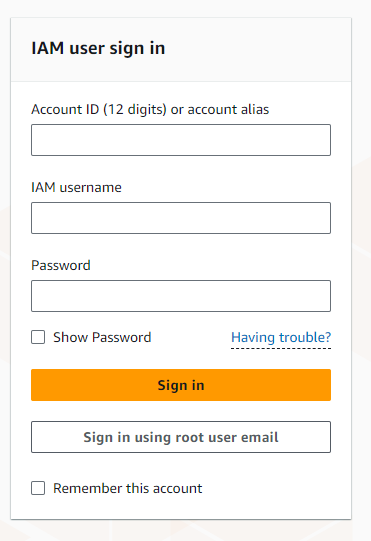 IAM user sign in
Account ID (12 digits) or account alias
IAM username
Password
Show Password
Having trouble?
Sign in
Sign in using root user email
Remember this account